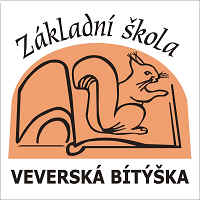 Základní škola
VEVERSKÁ BÍTÝŠKA